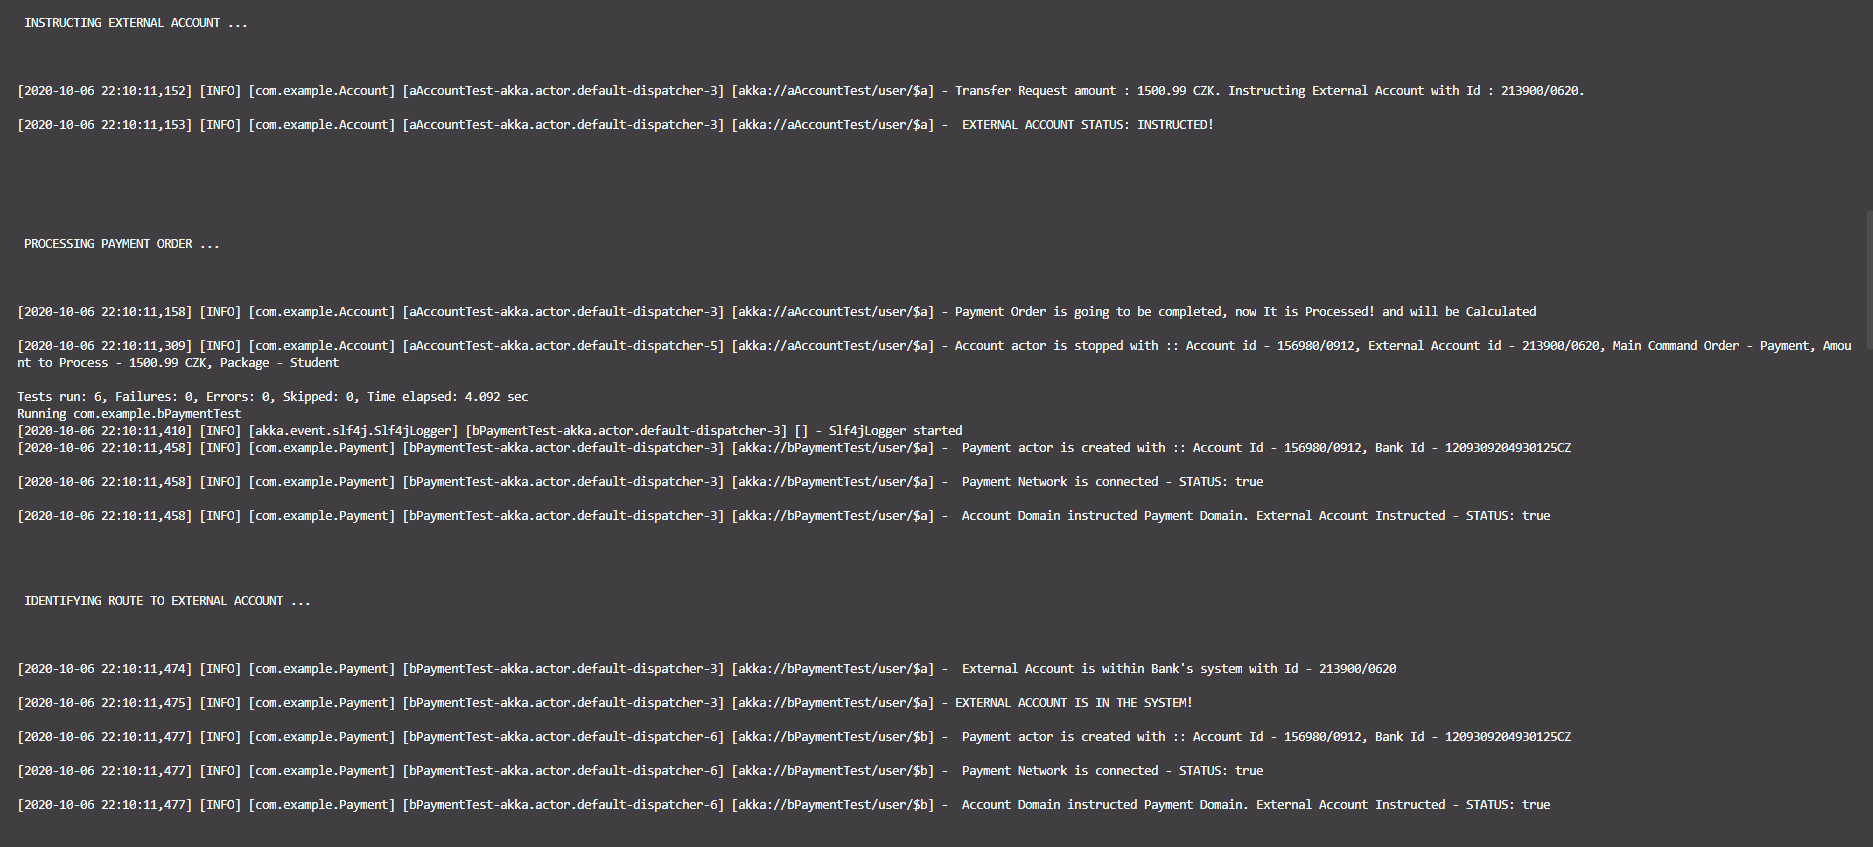 INSTRUCTING EXTERNAL ACCOUNT ...
[2020-10-06 22:10:11,152] [INFO] [com.example.Account] [aAccountTest-akka.actor.default-dispatcher-3] [akka://aAccountTest/user/$a] - Transfer Request amount : 1500.99 CZK. Instructing External Account with Id : 213900/0620.
[2020-10-06 22:10:11,153] [INFO] [com.example.Account] [aAccountTest-akka.actor.default-dispatcher-3] [akka://aAccountTest/user/$a] -  EXTERNAL ACCOUNT STATUS: INSTRUCTED!
PROCESSING PAYMENT ORDER ...
[2020-10-06 22:10:11,158] [INFO] [com.example.Account] [aAccountTest-akka.actor.default-dispatcher-3] [akka://aAccountTest/user/$a] - Payment Order is going to be completed, now It is Processed! and will be Calculated
[2020-10-06 22:10:11,309] [INFO] [com.example.Account] [aAccountTest-akka.actor.default-dispatcher-5] [akka://aAccountTest/user/$a] - Account actor is stopped with :: Account id - 156980/0912, External Account id - 213900/0620, Main Command Order - Payment, Amou
nt to Process - 1500.99 CZK, Package - Student
Tests run: 6, Failures: 0, Errors: 0, Skipped: 0, Time elapsed: 4.092 sec
Running com.example.bPaymentTest
[2020-10-06 22:10:11,410] [INFO] [akka.event.slf4j.Slf4jLogger] [bPaymentTest-akka.actor.default-dispatcher-3] [] - Slf4jLogger started
[2020-10-06 22:10:11,458] [INFO] [com.example.Payment] [bPaymentTest-akka.actor.default-dispatcher-3] [akka://bPaymentTest/user/$a] -  Payment actor is created with :: Account Id - 156980/0912, Bank Id - 1209309204930125CZ
[2020-10-06 22:10:11,458] [INFO] [com.example.Payment] [bPaymentTest-akka.actor.default-dispatcher-3] [akka://bPaymentTest/user/$a] -  Payment Network is connected - STATUS: true
[2020-10-06 22:10:11,458] [INFO] [com.example.Payment] [bPaymentTest-akka.actor.default-dispatcher-3] [akka://bPaymentTest/user/$a] -  Account Domain instructed Payment Domain. External Account Instructed - STATUS: true
IDENTIFYING ROUTE TO EXTERNAL ACCOUNT ...
[2020-10-06 22:10:11,474] [INFO] [com.example.Payment] [bPaymentTest-akka.actor.default-dispatcher-3] [akka://bPaymentTest/user/$a] -  External Account is within Bank's system with Id - 213900/0620
[2020-10-06 22:10:11,475] [INFO] [com.example.Payment] [bPaymentTest-akka.actor.default-dispatcher-3] [akka://bPaymentTest/user/$a] - EXTERNAL ACCOUNT IS IN THE SYSTEM!
[2020-10-06 22:10:11,477] [INFO] [com.example.Payment] [bPaymentTest-akka.actor.default-dispatcher-6] [akka://bPaymentTest/user/$b] -  Payment actor is created with :: Account Id - 156980/0912, Bank Id - 1209309204930125CZ
[2020-10-06 22:10:11,477] [INFO] [com.example.Payment] [bPaymentTest-akka.actor.default-dispatcher-6] [akka://bPaymentTest/user/$b] -  Payment Network is connected - STATUS: true
[2020-10-06 22:10:11,477] [INFO] [com.example.Payment] [bPaymentTest-akka.actor.default-dispatcher-6] [akka://bPaymentTest/user/$b] -  Account Domain instructed Payment Domain. External Account Instructed - STATUS: true